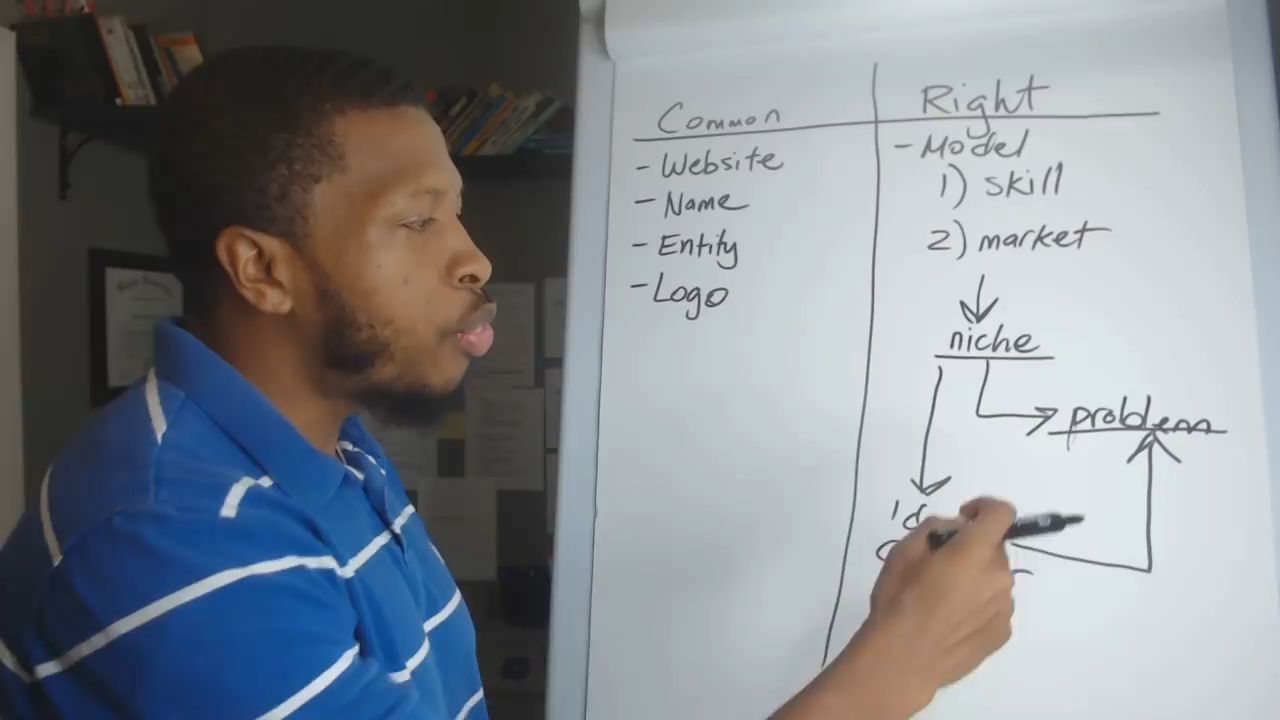 Common
- Website
- Name
- Entity
- Logo
Right
- Model
1) skill
2) market
niche
problem